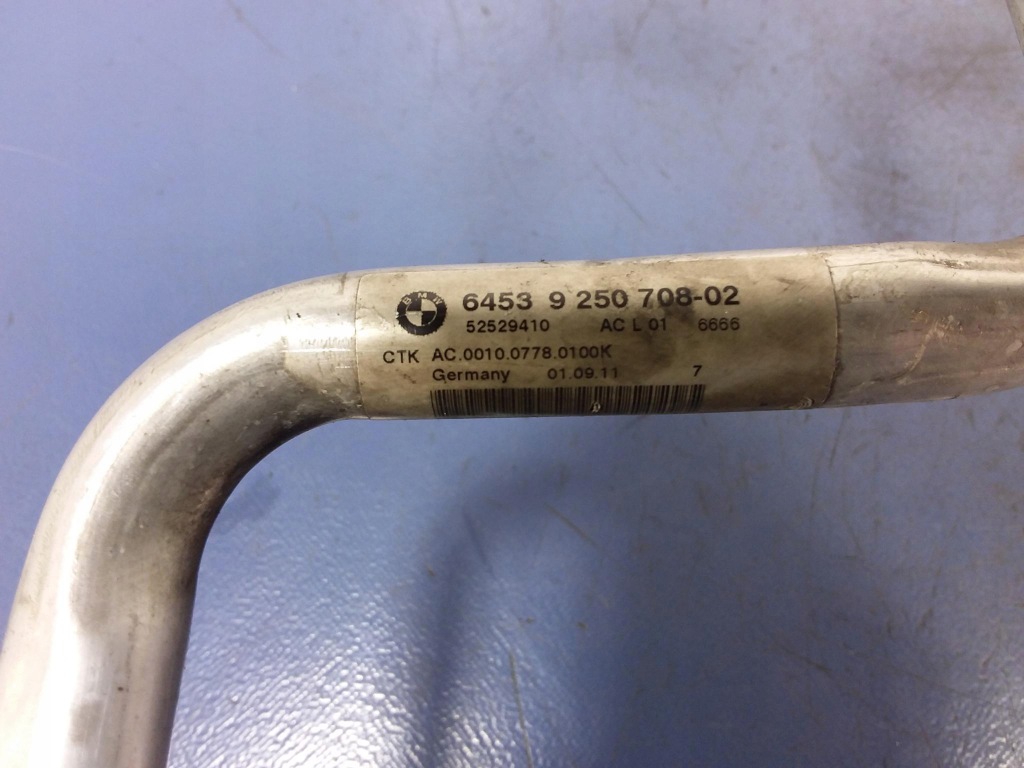 BMW 6453 9 250 708-02
52529410 AC L 01 6666
CTK AC.0010.0778.0100K
Germany 01.09.11 7